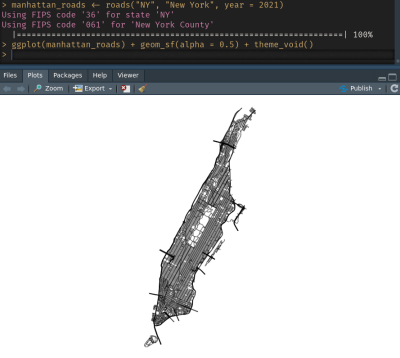 > manhattan_roads <- roads("NY", "New York", year = 2021)
Using FIPS code '36' for state 'NY'
Using FIPS code '061' for 'New York County'
|======================================================================| 100%
> ggplot(manhattan_roads) + geom_sf(alpha = 0.5) + theme_void()
>
Files Plots Packages Help Viewer
Zoom Export Publish